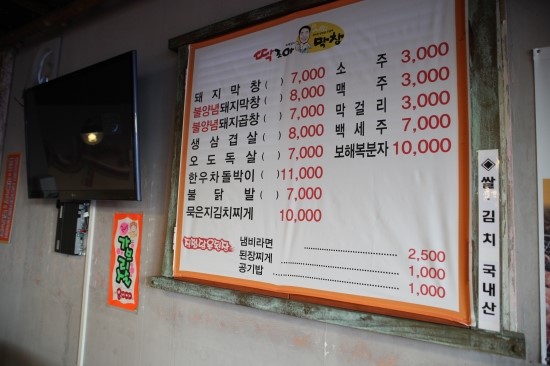 딱조아 막창
돼지막창( ) 7,000
불양념돼지막창( ) 8,000
불양념돼지곱창( ) 7,000
생삼겹살( ) 8,000
오도독살( ) 7,000
한우차돌박이( ) 11,000
불닭발( ) 7,000
묵은지김치찌게 10,000
소주 3,000
맥주 3,000
막걸리 3,000
백세주 7,000
보해복분자 10,000
냄비라면 2,500
된장찌게 1,000
공기밥 1,000
쌀, 김치 국내산